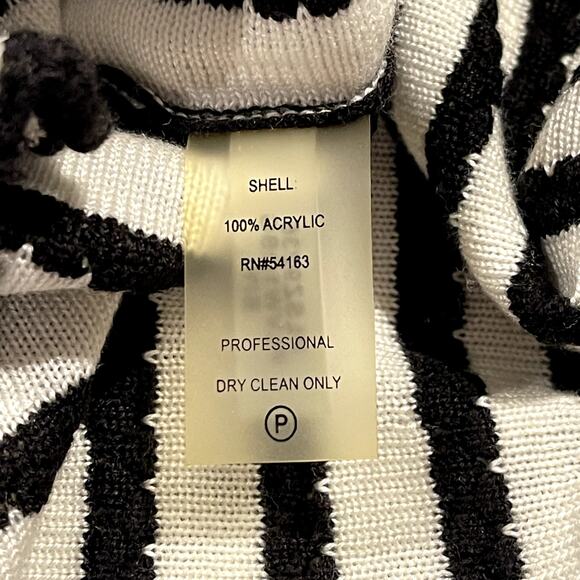 SHELL:
100% ACRYLIC
RN#54163
PROFESSIONAL
DRY CLEAN ONLY
P